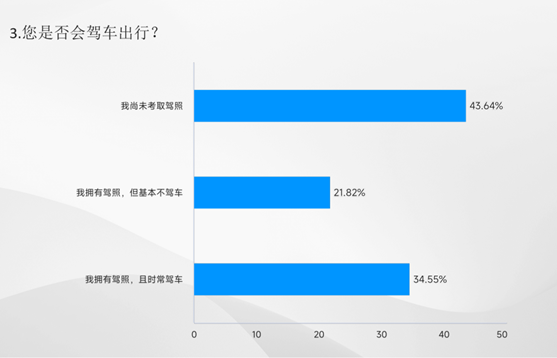 3.您是否会驾车出行？
我尚未考取驾照
43.64%
我拥有驾照，但基本不驾车
21.82%
我拥有驾照，且时常驾车
34.55%
0 10 20 30 40 50